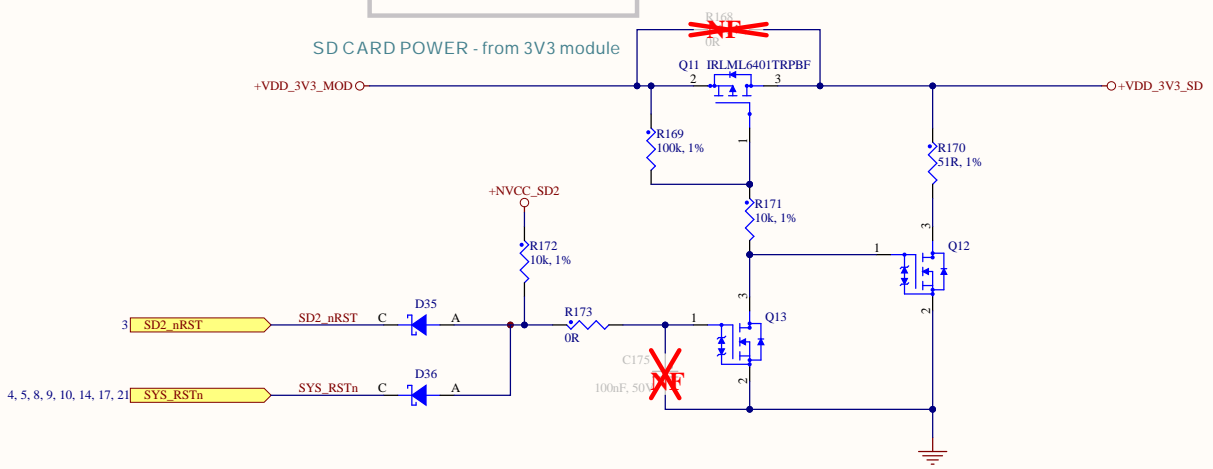 R168
NF
0R
SD CARD POWER - from 3V3 module
Q11 IRLML6401TRPBF
2
3
+VDD_3V3_MOD
+VDD_3V3_SD
R169
100k, 1%
1
R170
51R, 1%
+NVCC_SD2
R171
10k, 1%
R172
10k, 1%
3
1
Q12
2
D35
3
SD2_nRST
SD2_nRST
C
A
R173
0R
1
3
Q13
2
C175
100nF, 50V
NF
D36
4, 5, 8, 9, 10, 14, 17, 21
SYS_RSTn
SYS_RSTn
C
A